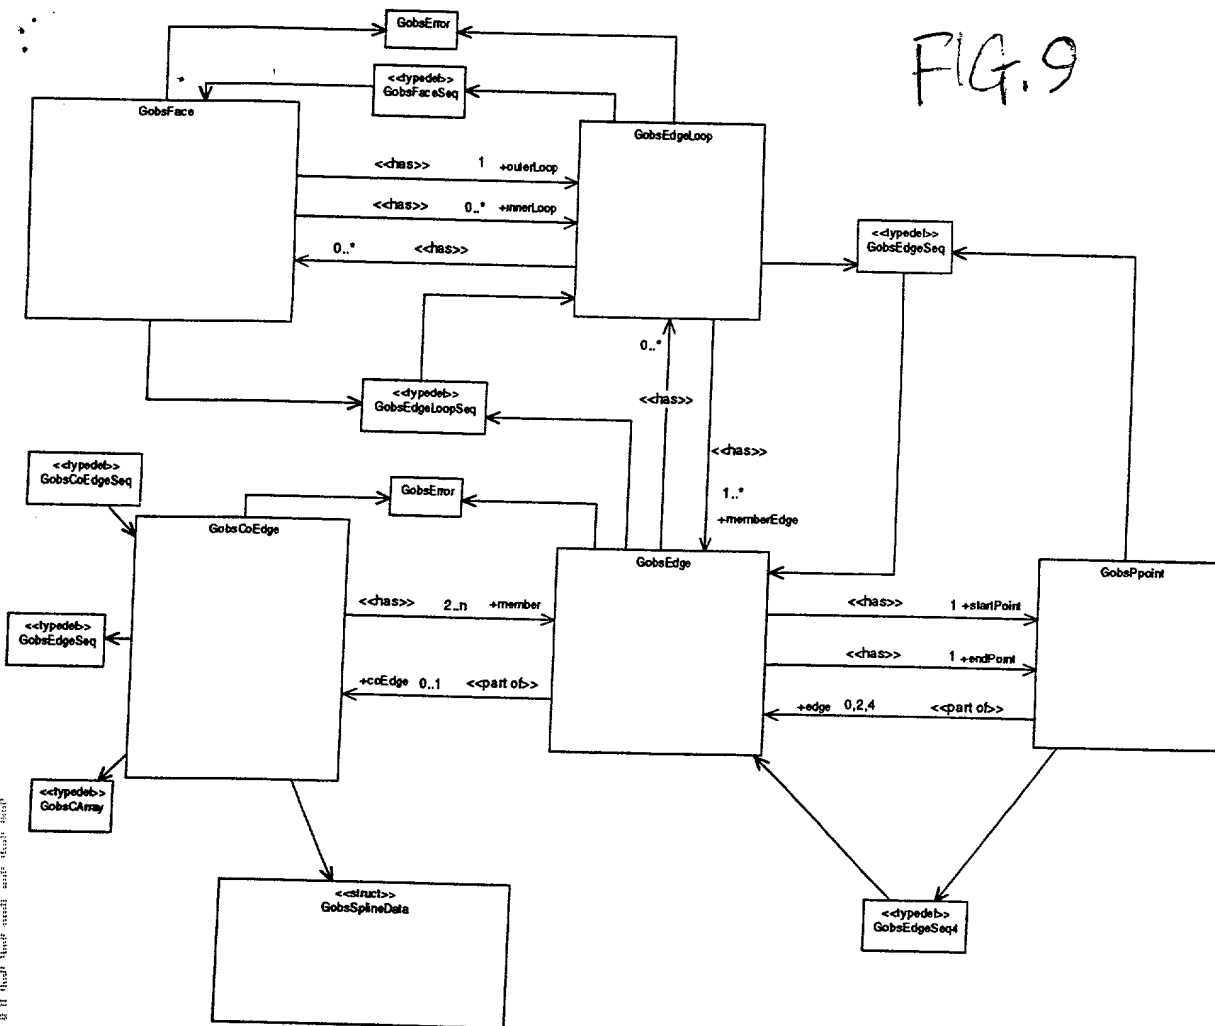 FIG.9
GobsError
<<typedef>>
GobsFaceSeq
GobsFace
GobsEdgeLoop
<<has>> 1 +outerLoop
<<has>> 0..* +innerLoop
0..* <<has>>
<<typedef>>
GobsEdgeSeq
0..*
<<has>>
<<typedef>>
GobsEdgeLoopSeq
<<has>>
1..*
+memberEdge
<<typedef>>
GobsCoEdgeSeq
GobsError
GobsCoEdge
GobsEdge
GobsPpoint
<<has>> 2..n +member
<<has>> 1 +startPoint
<<typedef>>
GobsEdgeSeq
<<has>> 1 +endPoint
+coEdge 0..1 <<part of>>
+edge 0,2,4 <<part of>>
<<typedef>>
GobsCArray
<<struct>>
GobsSplineData
<<typedef>>
GobsEdgeSeq4